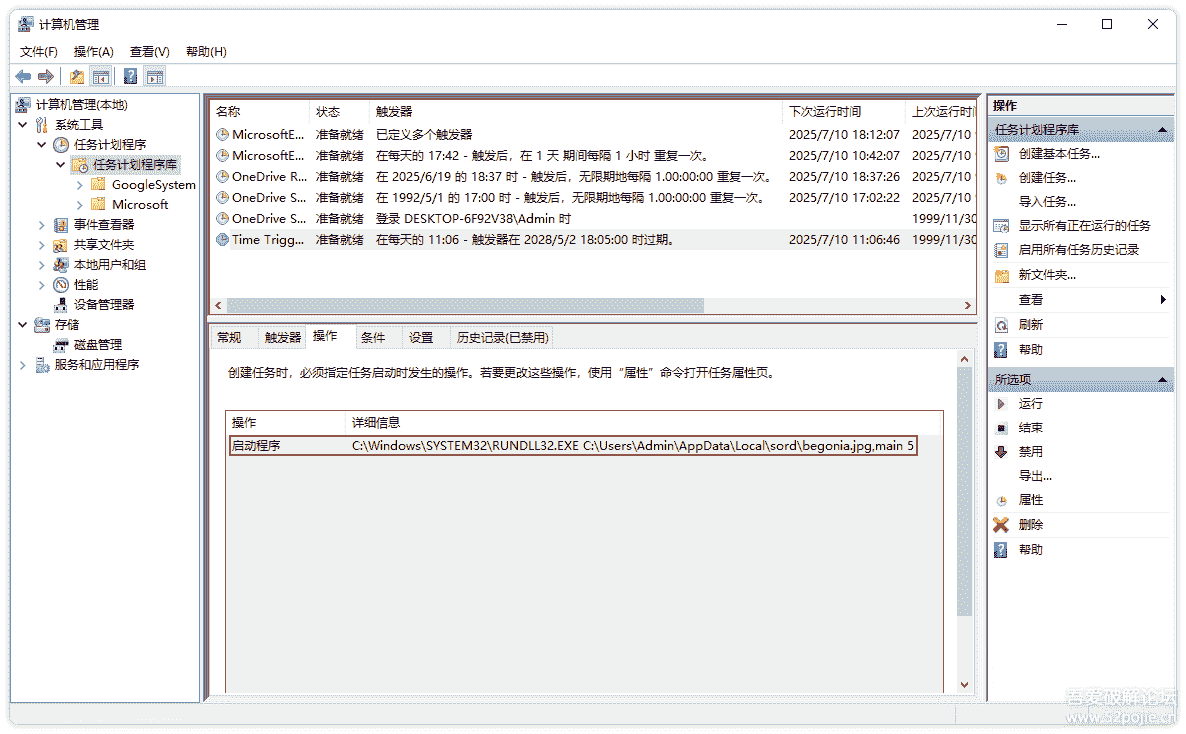 计算机管理
文件(F) 操作(A) 查看(V) 帮助(H)
计算机管理(本地)
系统工具
任务计划程序
任务计划程序库
GoogleSystem
Microsoft
事件查看器
共享文件夹
本地用户和组
性能
设备管理器
存储
磁盘管理
服务和应用程序
名称 状态 触发器 下次运行时间 上次运行时间
MicrosoftE... 准备就绪 已定义多个触发器 2025/7/10 18:12:07 2025/7/10
MicrosoftE... 准备就绪 在每天的 17:42 - 触发后，在 1 天 期间每隔 1 小时 重复一次。 2025/7/10 10:42:07 2025/7/10
OneDrive R... 准备就绪 在 2025/6/19 的 18:37 时 - 触发后，无限期地每隔 1.00:00:00 重复一次。 2025/7/10 18:37:26 2025/7/10
OneDrive S... 准备就绪 在 1992/5/1 的 17:00 时 - 触发后，无限期地每隔 1.00:00:00 重复一次。 2025/7/10 17:02:22 2025/7/10
OneDrive S... 准备就绪 登录 DESKTOP-6F92V38\Admin 时 1999/11/30
Time Trigg... 准备就绪 在每天的 11:06 - 触发器在 2028/5/2 18:05:00 时过期。 2025/7/10 11:06:46 1999/11/30
常规 触发器 操作 条件 设置 历史记录(已禁用)
创建任务时，必须指定任务启动时发生的操作。若要更改这些操作，使用“属性”命令打开任务属性页。
操作 详细信息
启动程序 C:\Windows\SYSTEM32\RUNDLL32.EXE C:\Users\Admin\AppData\Local\sord\begonia.jpg,main 5
操作
任务计划程序库
创建基本任务...
创建任务...
导入任务...
显示所有正在运行的任务
启用所有任务历史记录
新文件夹...
查看
刷新
帮助
所选项
运行
结束
禁用
导出...
属性
删除
帮助
吾爱破解论坛
www.52pojie.cn